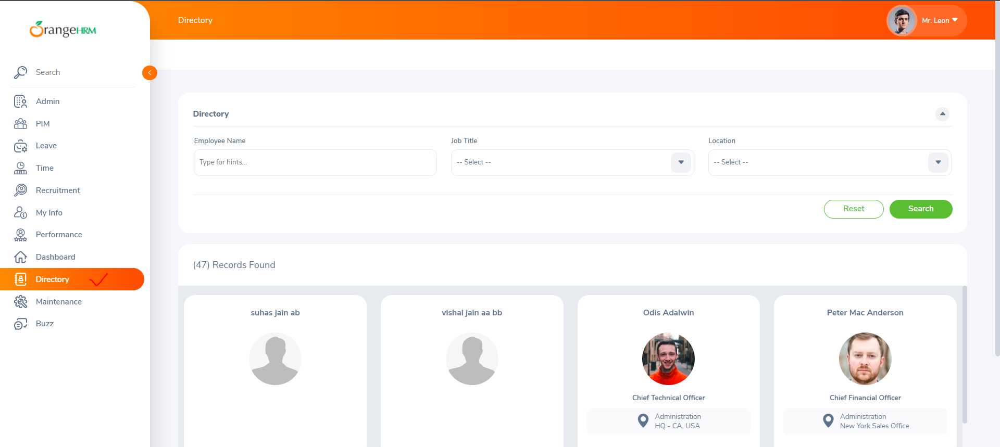 OrangeHRM
Directory
Mr. Leon
Search
Admin
PIM
Leave
Time
Recruitment
My Info
Performance
Dashboard
Directory
Maintenance
Buzz
Directory
Employee Name
Job Title
Location
Type for hints...
-- Select --
-- Select --
Reset
Search
(47) Records Found
suhas jain ab
vishal jain aa bb
Odis Adalwin
Chief Technical Officer
Administration
HQ - CA, USA
Peter Mac Anderson
Chief Financial Officer
Administration
New York Sales Office